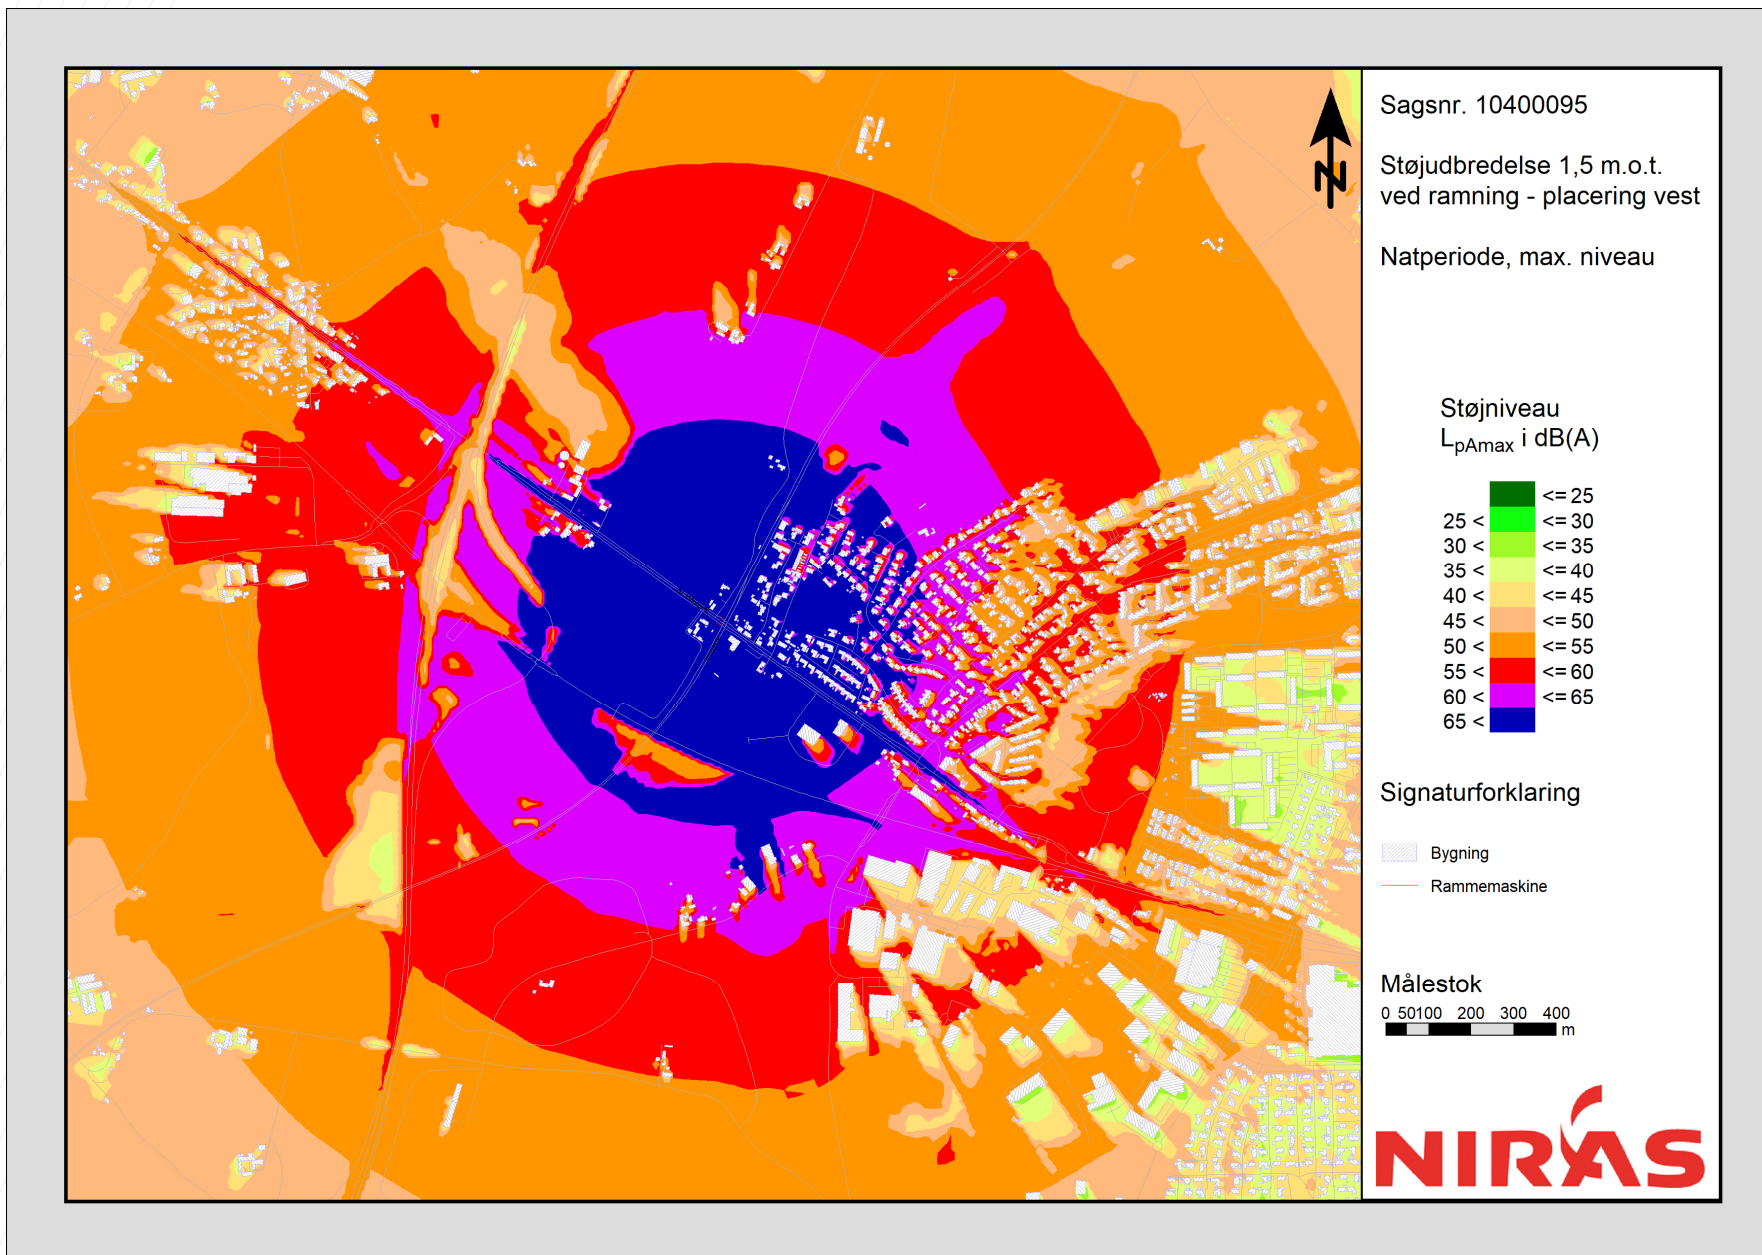 N
Sagsnr. 10400095
Støjudbredelse 1,5 m.o.t.
ved ramning - placering vest
Natperiode, max. niveau
Støjniveau
LpAmax i dB(A)
<= 25
25 < <= 30
30 < <= 35
35 < <= 40
40 < <= 45
45 < <= 50
50 < <= 55
55 < <= 60
60 < <= 65
65 <
Signaturforklaring
Bygning
Rammemaskine
Målestok
0 50 100 200 300 400
m
NIRAS